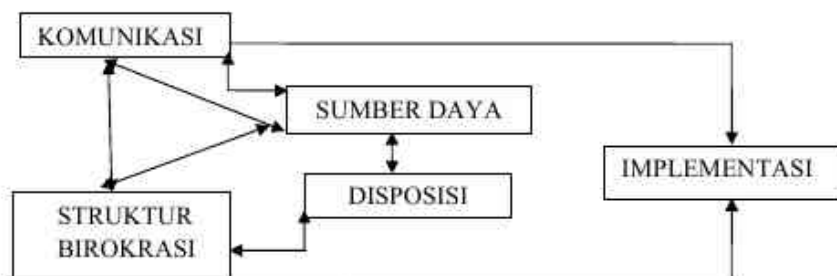 KOMUNIKASI
SUMBER DAYA
IMPLEMENTASI
DISPOSISI
STRUKTUR
BIROKRASI